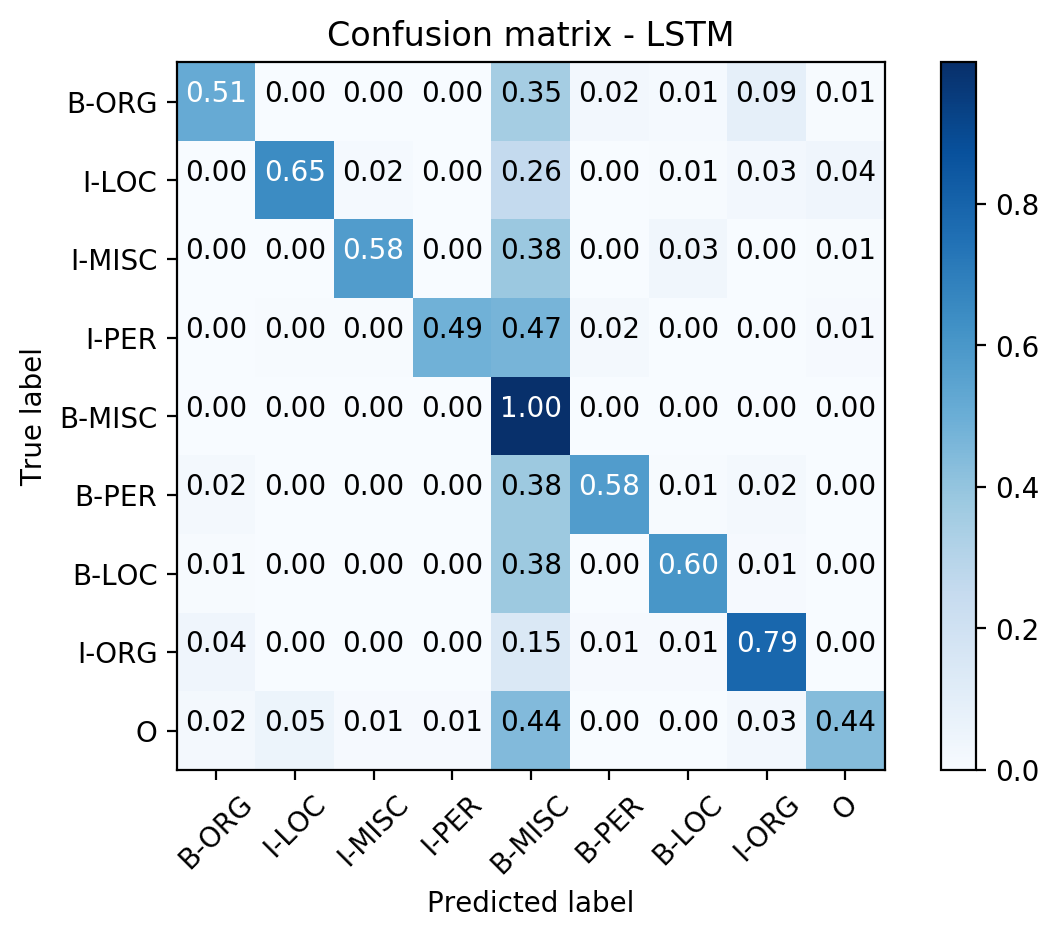 Confusion matrix - LSTM
B-ORG 0.51 0.00 0.00 0.00 0.35 0.02 0.01 0.09 0.01
I-LOC 0.00 0.65 0.02 0.00 0.26 0.00 0.01 0.03 0.04
I-MISC 0.00 0.00 0.58 0.00 0.38 0.00 0.03 0.00 0.01
I-PER 0.00 0.00 0.00 0.49 0.47 0.02 0.00 0.00 0.01
B-MISC 0.00 0.00 0.00 0.00 1.00 0.00 0.00 0.00 0.00
B-PER 0.02 0.00 0.00 0.00 0.38 0.58 0.01 0.02 0.00
B-LOC 0.01 0.00 0.00 0.00 0.38 0.00 0.60 0.01 0.00
I-ORG 0.04 0.00 0.00 0.00 0.15 0.01 0.01 0.79 0.00
O 0.02 0.05 0.01 0.01 0.44 0.00 0.00 0.03 0.44
B-ORG I-LOC I-MISC I-PER B-MISC B-PER B-LOC I-ORG O
Predicted label
True label
0.8
0.6
0.4
0.2
0.0